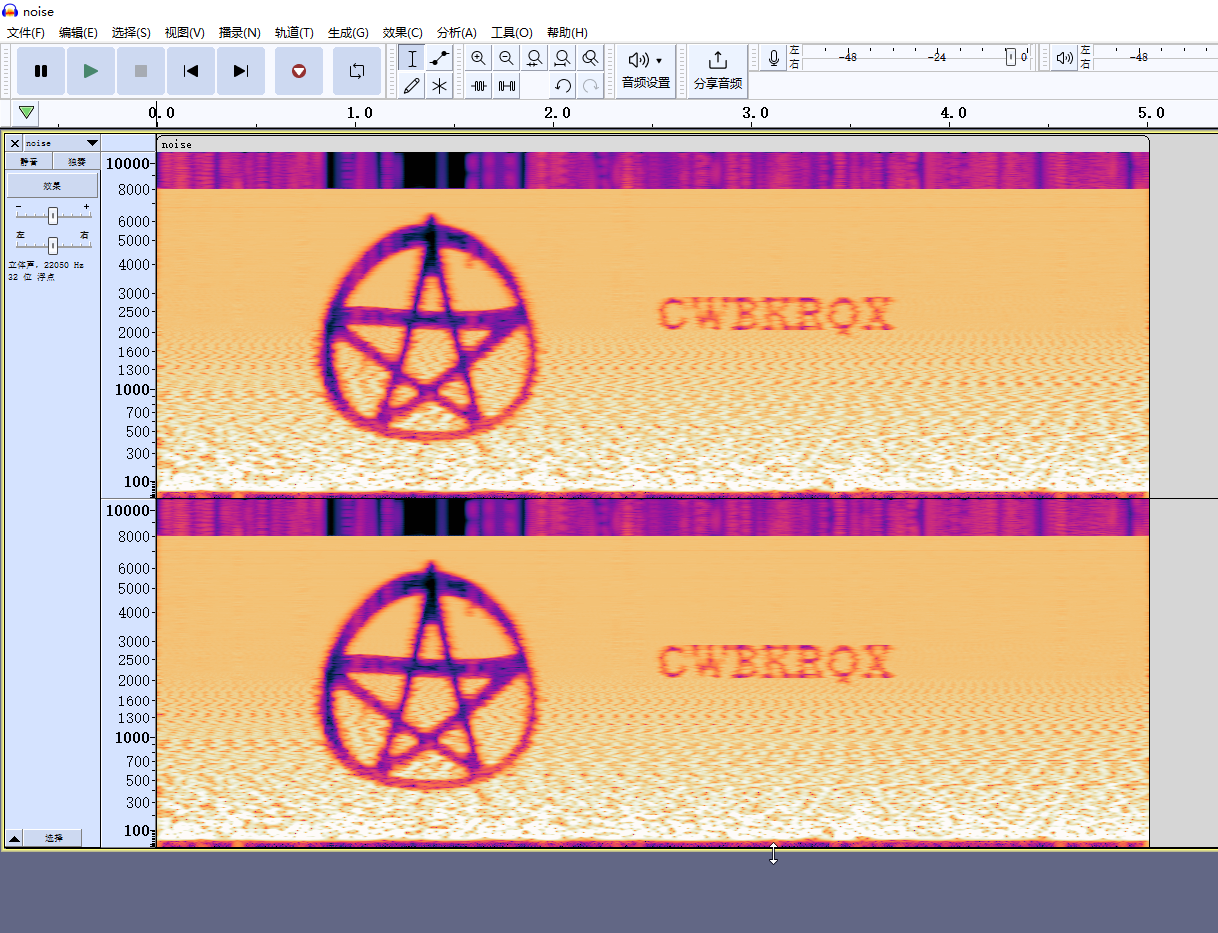 noise
文件(F) 编辑(E) 选择(S) 视图(V) 播录(N) 轨道(T) 生成(G) 效果(C) 分析(A) 工具(O) 帮助(H)
音频设置 分享音频 左 右 -48 -24 0 左 右 -48
0.0 1.0 2.0 3.0 4.0 5.0
noise noise
静音 独奏
效果
- +
左 右
立体声, 22050 Hz
32 位 浮点
10000
8000
6000
5000
4000
3000
2500
2000
1600
1300
1000
700
500
300
100
CWBKRQX
10000
8000
6000
5000
4000
3000
2500
2000
1600
1300
1000
700
500
300
100
CWBKRQX
选择